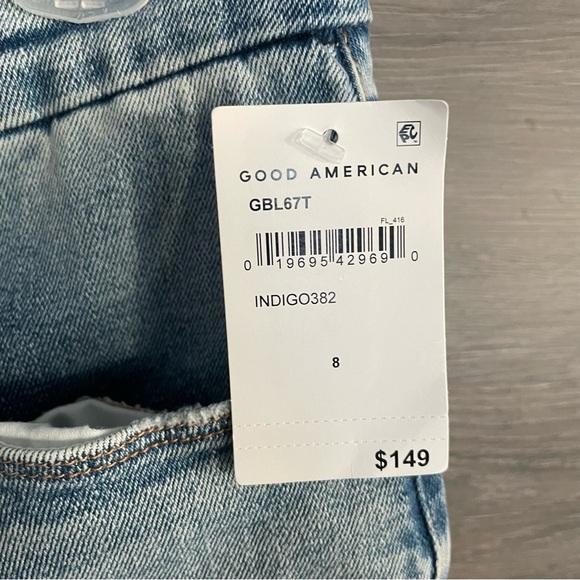 GOOD AMERICAN
GBL67T
FL_416
0 19695 42969 0
INDIGO382
8
$149